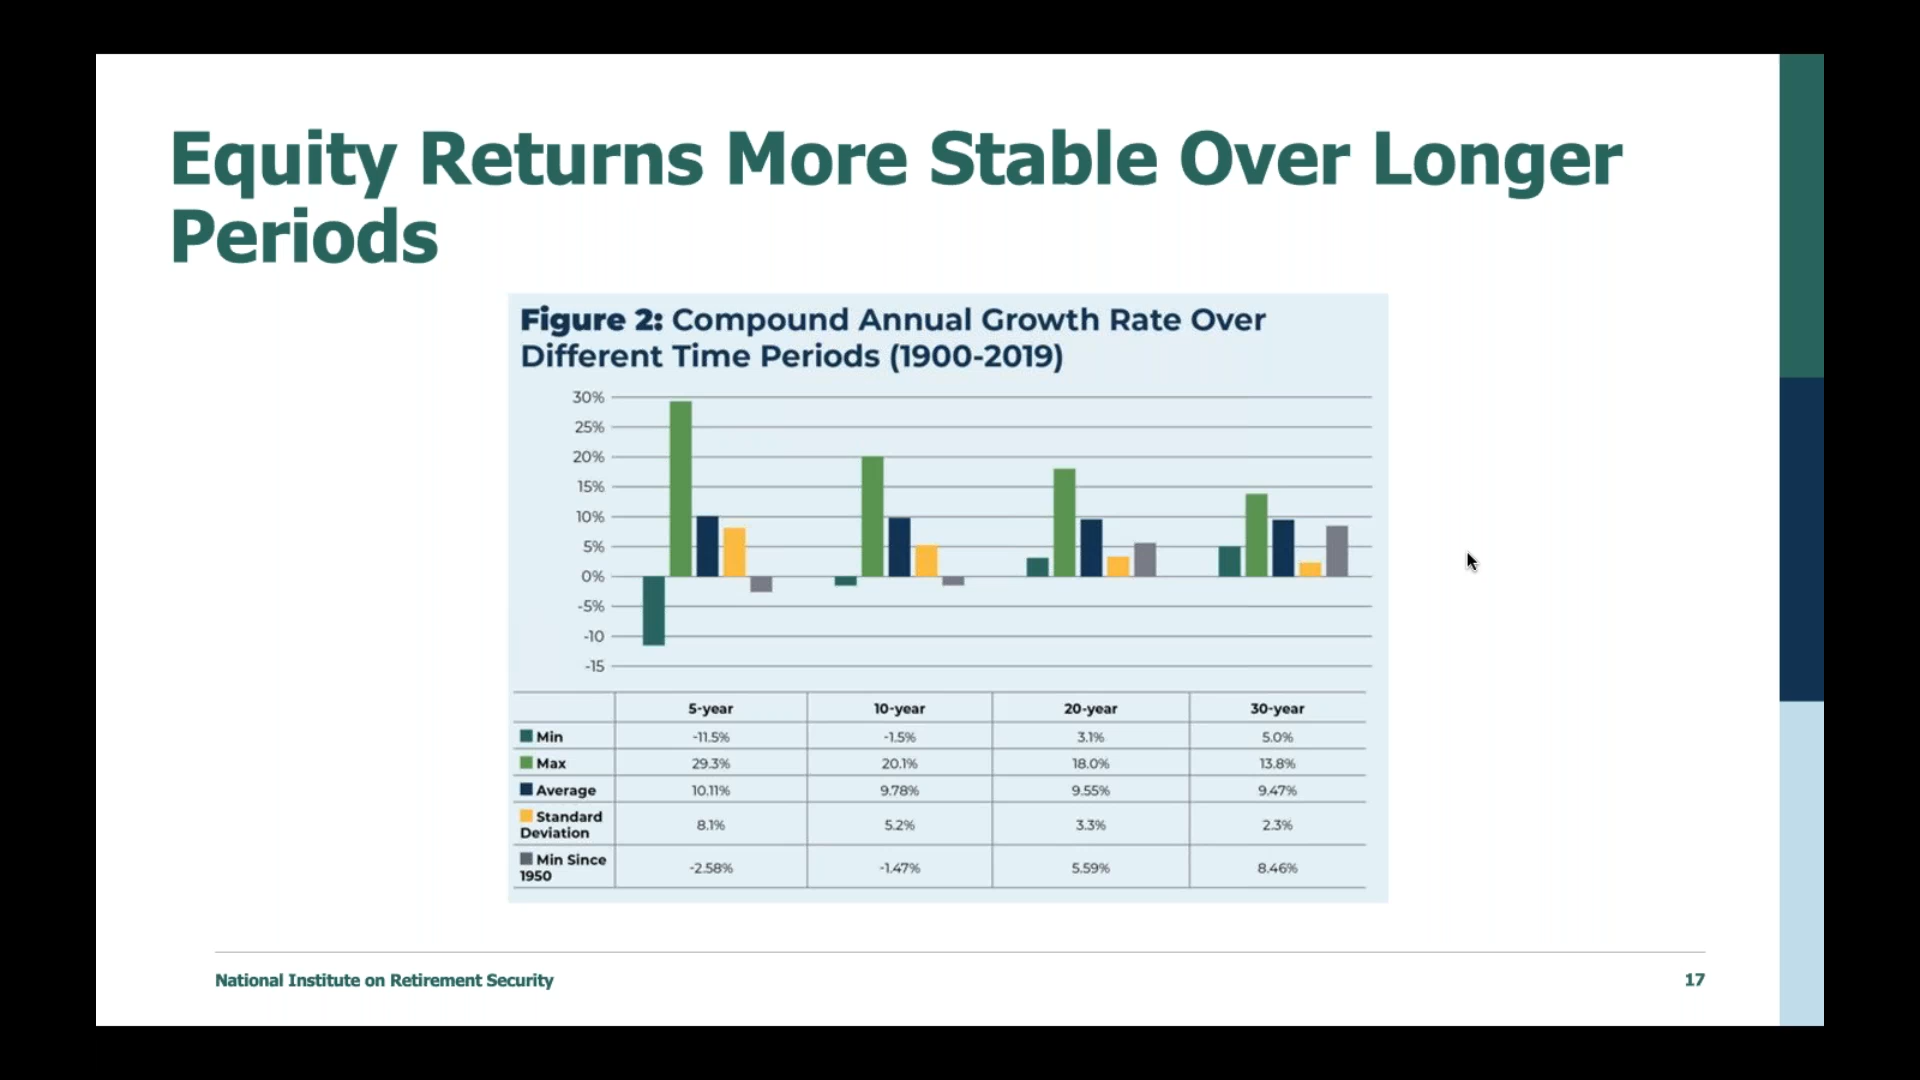 Equity Returns More Stable Over Longer
Periods
Figure 2: Compound Annual Growth Rate Over
Different Time Periods (1900-2019)
30%
25%
20%
15%
10%
5%
0%
-5%
-10
-15
5-year 10-year 20-year 30-year
Min -11.5% -1.5% 3.1% 5.0%
Max 29.3% 20.1% 18.0% 13.8%
Average 10.11% 9.78% 9.55% 9.47%
Standard
Deviation 8.1% 5.2% 3.3% 2.3%
Min Since
1950 -2.58% -1.47% 5.59% 8.46%
National Institute on Retirement Security 17